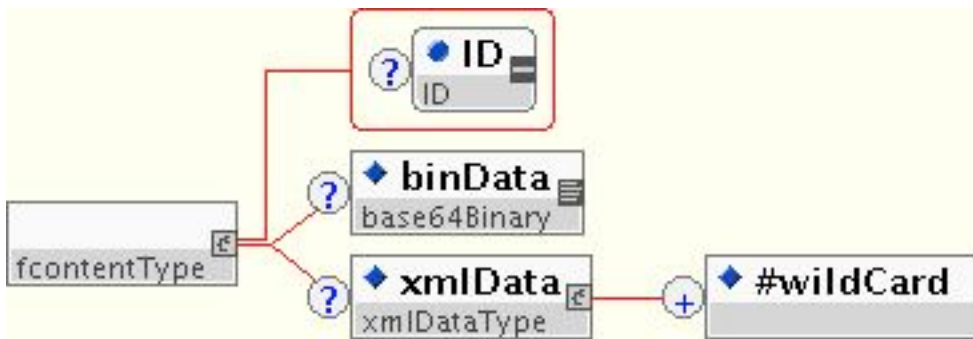 ? ID
ID
? binData
base64Binary
fcontentType
? xmlData + #wildCard
xmlDataType